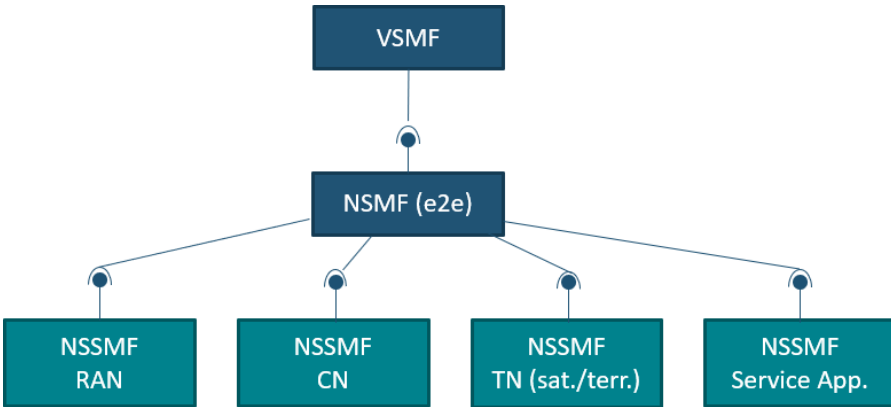 VSMF
NSMF (e2e)
NSSMF
RAN
NSSMF
CN
NSSMF
TN (sat./terr.)
NSSMF
Service App.